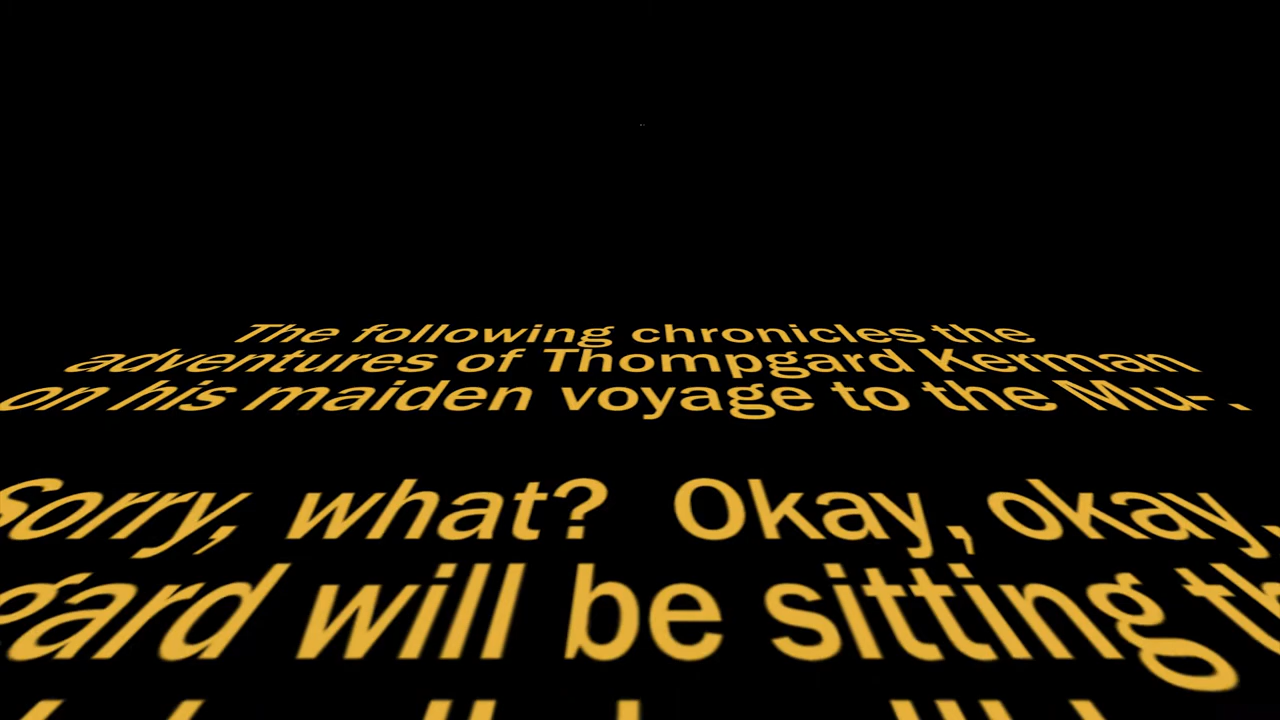 The following chronicles the
adventures of Thompgard Kerman
on his maiden voyage to the Mu-.
Sorry, what? Okay, okay,
gard will be sitting